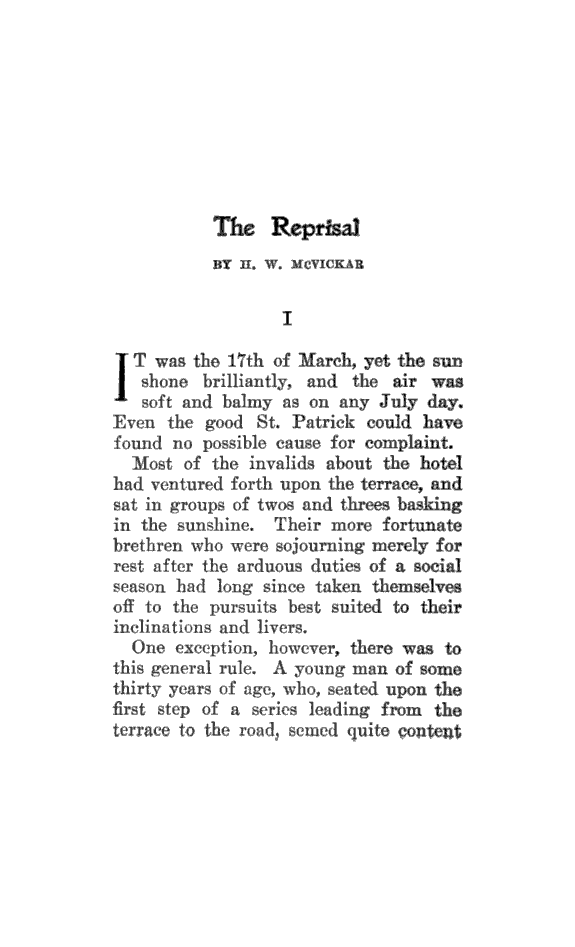 The Reprisal
BY H. W. McVICKAR
I
IT was the 17th of March, yet the sun
shone brilliantly, and the air was
soft and balmy as on any July day.
Even the good St. Patrick could have
found no possible cause for complaint.
Most of the invalids about the hotel
had ventured forth upon the terrace, and
sat in groups of twos and threes basking
in the sunshine. Their more fortunate
brethren who were sojourning merely for
rest after the arduous duties of a social
season had long since taken themselves
off to the pursuits best suited to their
inclinations and livers.
One exception, however, there was to
this general rule. A young man of some
thirty years of age, who, seated upon the
first step of a series leading from the
terrace to the road, semed quite content